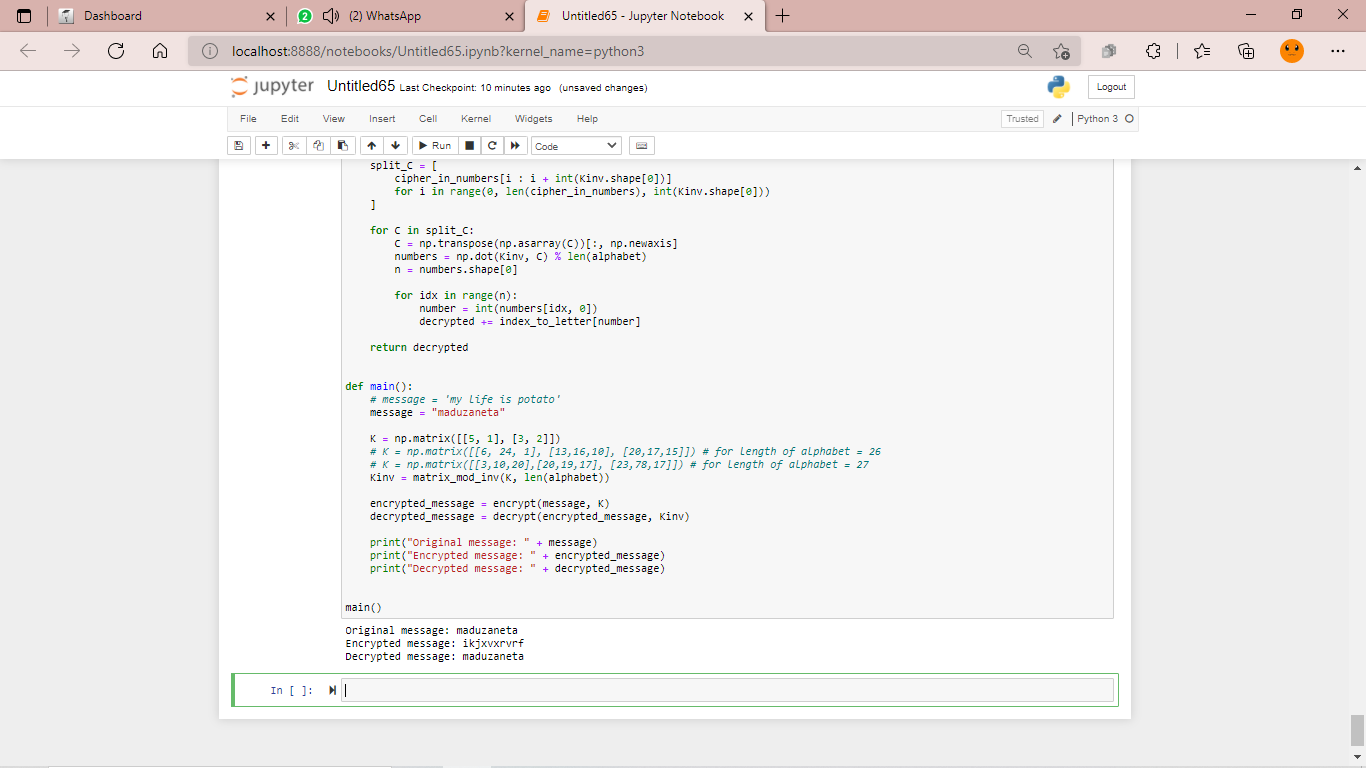 Dashboard
2
(2) WhatsApp
Untitled65 - Jupyter Notebook
localhost:8888/notebooks/Untitled65.ipynb?kernel_name=python3
jupyter Untitled65 Last Checkpoint: 10 minutes ago (unsaved changes)
Logout
File Edit View Insert Cell Kernel Widgets Help
Trusted
Python 3
Run
Code
split_C = [
cipher_in_numbers[i : i + int(Kinv.shape[0])]
for i in range(0, len(cipher_in_numbers), int(Kinv.shape[0]))
]
for C in split_C:
C = np.transpose(np.asarray(C))[:, np.newaxis]
numbers = np.dot(Kinv, C) % len(alphabet)
n = numbers.shape[0]
for idx in range(n):
number = int(numbers[idx, 0])
decrypted += index_to_letter[number]
return decrypted
def main():
# message = 'my life is potato'
message = "maduzaneta"
K = np.matrix([[5, 1], [3, 2]])
# K = np.matrix([[6, 24, 1], [13,16,10], [20,17,15]]) # for length of alphabet = 26
# K = np.matrix([[3,10,20],[20,19,17], [23,78,17]]) # for length of alphabet = 27
Kinv = matrix_mod_inv(K, len(alphabet))
encrypted_message = encrypt(message, K)
decrypted_message = decrypt(encrypted_message, Kinv)
print("Original message: " + message)
print("Encrypted message: " + encrypted_message)
print("Decrypted message: " + decrypted_message)
main()
Original message: maduzaneta
Encrypted message: ikjxvxrvrf
Decrypted message: maduzaneta
In [ ]: